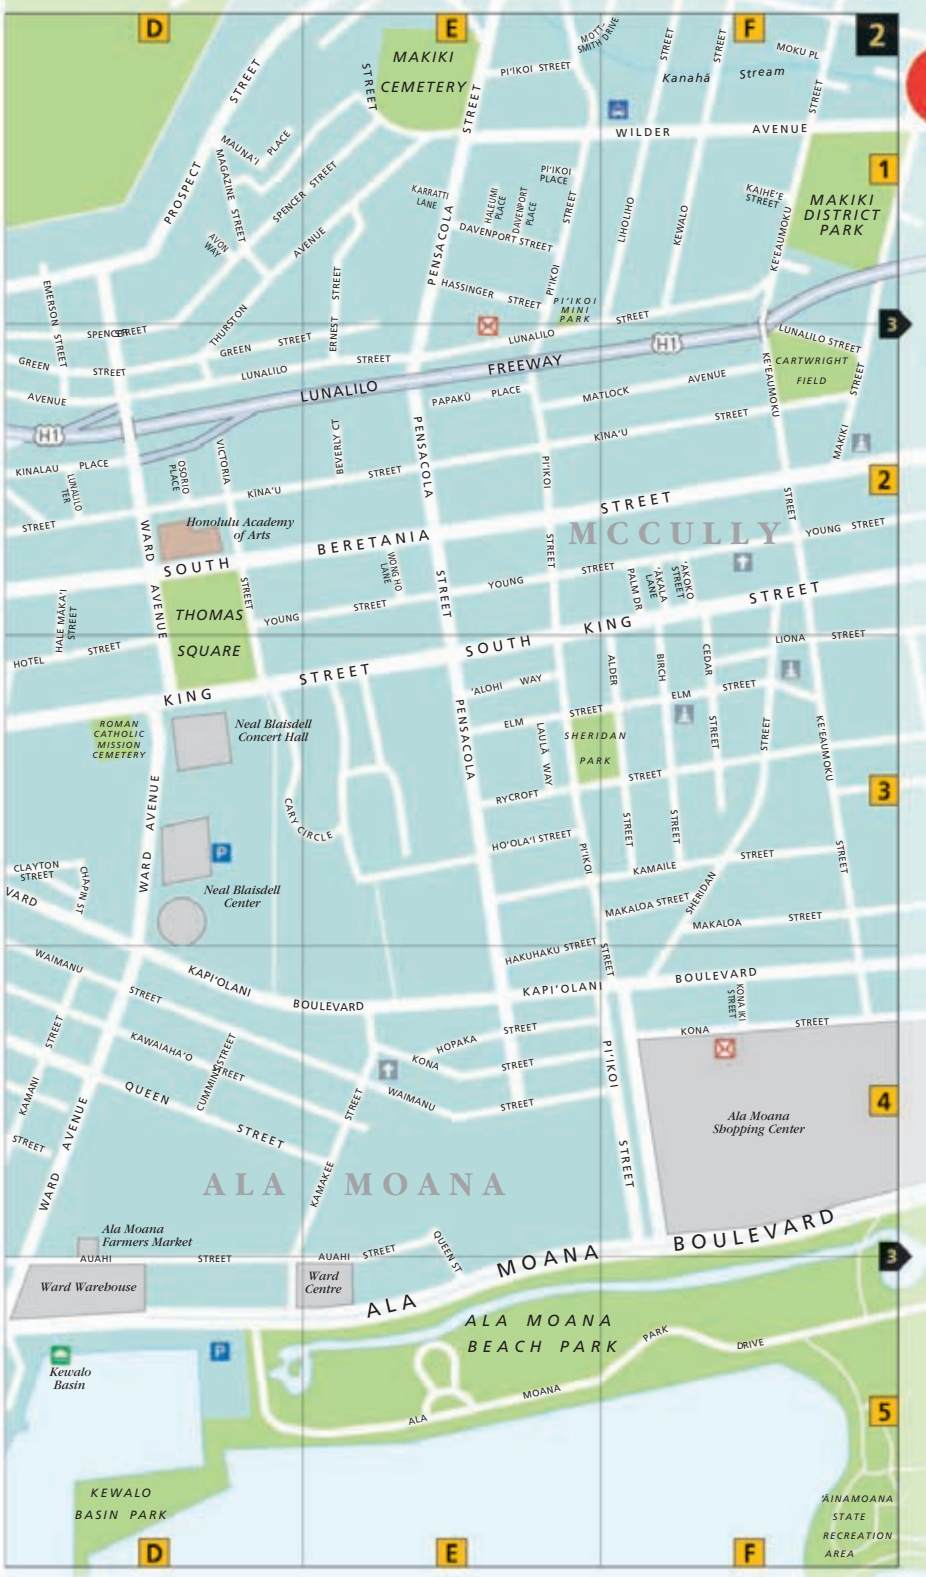 D
E
F
2
MOTT-
SMITH DRIVE
STREET
STREET
MOKU PL
MAKIKI
CEMETERY
STREET
STREET
PI'IKOI STREET
Kanahā Stream
STREET
STREET
WILDER AVENUE
MAUNA'I PLACE
MAGAZINE STREET
PROSPECT
SPENCER STREET
KARRATTI
LANE
HALEUMI
PLACE
DAVENPORT
PLACE
PI'IKOI
PLACE
STREET
1
MAKIKI
DISTRICT
PARK
KAIHE'E
STREET
KE'EAUMOKU
LIHOLIHO
KEWALO
AVON
WAY
AVENUE
PENSACOLA
DAVENPORT STREET
HASSINGER STREET
PI'IKOI
PI'IKOI
MINI
PARK
STREET
EMERSON STREET
SPENCER STREET
THURSTON
ERNEST STREET
GREEN STREET
GREEN STREET
LUNALILO STREET
LUNALILO
H1
3
LUNALILO STREET
CARTWRIGHT
FIELD
STREET
AVENUE
LUNALILO FREEWAY
PAPAKŪ PLACE
MATLOCK AVENUE
KE'EAUMOKU
MAKIKI
H1
KINALAU PLACE
LUNALILO
TER
OSORIO
PLACE
VICTORIA
BEVERLY CT
PENSACOLA
PI'IKOI
KĪNA'U STREET
KĪNA'U STREET
2
STREET
WARD AVENUE
Honolulu Academy
of Arts
SOUTH BERETANIA STREET
MCCULLY
STREET
YOUNG STREET
STREET
WONG HO
LANE
STREET
YOUNG STREET
PALM DR
'ĀKALA
LANE
'AKOKO
STREET
HALE MĀKA'I
STREET
THOMAS
SQUARE
STREET
YOUNG STREET
HOTEL STREET
KING STREET
SOUTH KING STREET
LIONA STREET
'ALOHI WAY
ALDER
BIRCH
CEDAR
ELM STREET
ELM STREET
ROMAN
CATHOLIC
MISSION
CEMETERY
Neal Blaisdell
Concert Hall
PENSACOLA
LAULĀ WAY
SHERIDAN
PARK
STREET
STREET
KE'EAUMOKU
WARD AVENUE
CARY CIRCLE
RYCROFT STREET
3
P
HO'OLA'I STREET
PI'IKOI
STREET
STREET
KAMAILE STREET
STREET
CLAYTON
STREET
CHAPIN ST
VARD
Neal Blaisdell
Center
MAKALOA STREET
SHERIDAN
MAKALOA STREET
WAIMANU STREET
KAPI'OLANI BOULEVARD
HAKUHAKU STREET
STREET
KAPI'OLANI BOULEVARD
KONA IKI
STREET
KONA STREET
KAWAIAHA'O STREET
CUMMINS STREET
HOPAKA STREET
KONA STREET
PI'IKOI STREET
KAMANI STREET
QUEEN STREET
WAIMANU STREET
STREET
WARD AVENUE
KAMAKEE STREET
Ala Moana
Shopping Center
4
ALA MOANA
Ala Moana
Farmers Market
AUAHI STREET
AUAHI STREET
QUEEN ST
ALA MOANA BOULEVARD
3
Ward Warehouse
Ward
Centre
ALA MOANA
BEACH PARK
ALA MOANA PARK DRIVE
P
Kewalo
Basin
5
KEWALO
BASIN PARK
'ĀINAMOANA
STATE
RECREATION
AREA
D
E
F